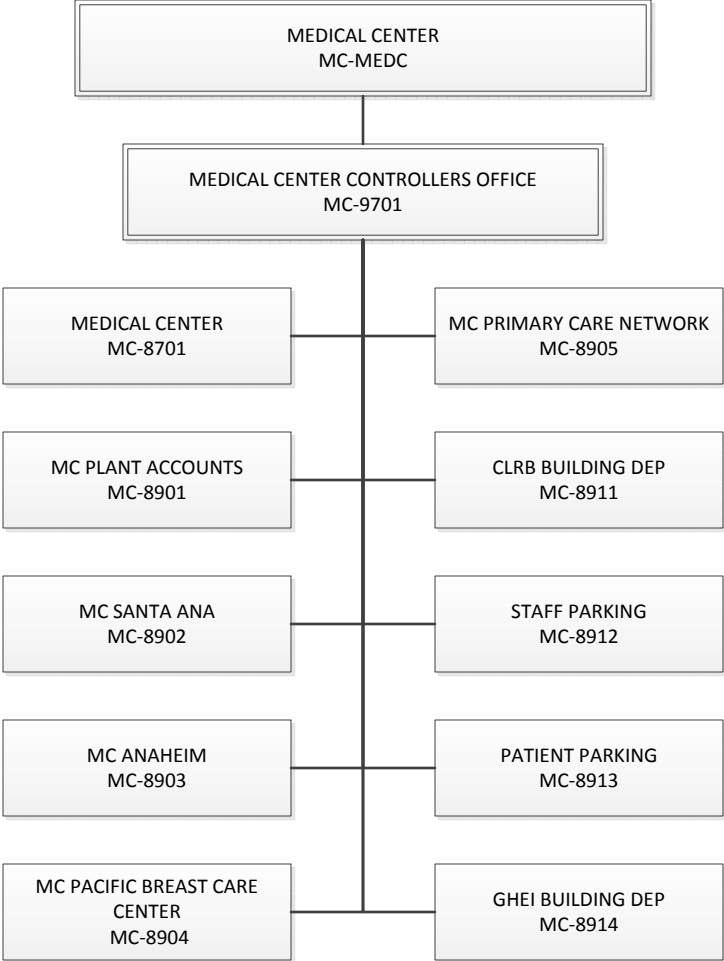 MEDICAL CENTER
MC-MEDC
MEDICAL CENTER CONTROLLERS OFFICE
MC-9701
MEDICAL CENTER
MC-8701
MC PRIMARY CARE NETWORK
MC-8905
MC PLANT ACCOUNTS
MC-8901
CLRB BUILDING DEP
MC-8911
MC SANTA ANA
MC-8902
STAFF PARKING
MC-8912
MC ANAHEIM
MC-8903
PATIENT PARKING
MC-8913
MC PACIFIC BREAST CARE
CENTER
MC-8904
GHEI BUILDING DEP
MC-8914